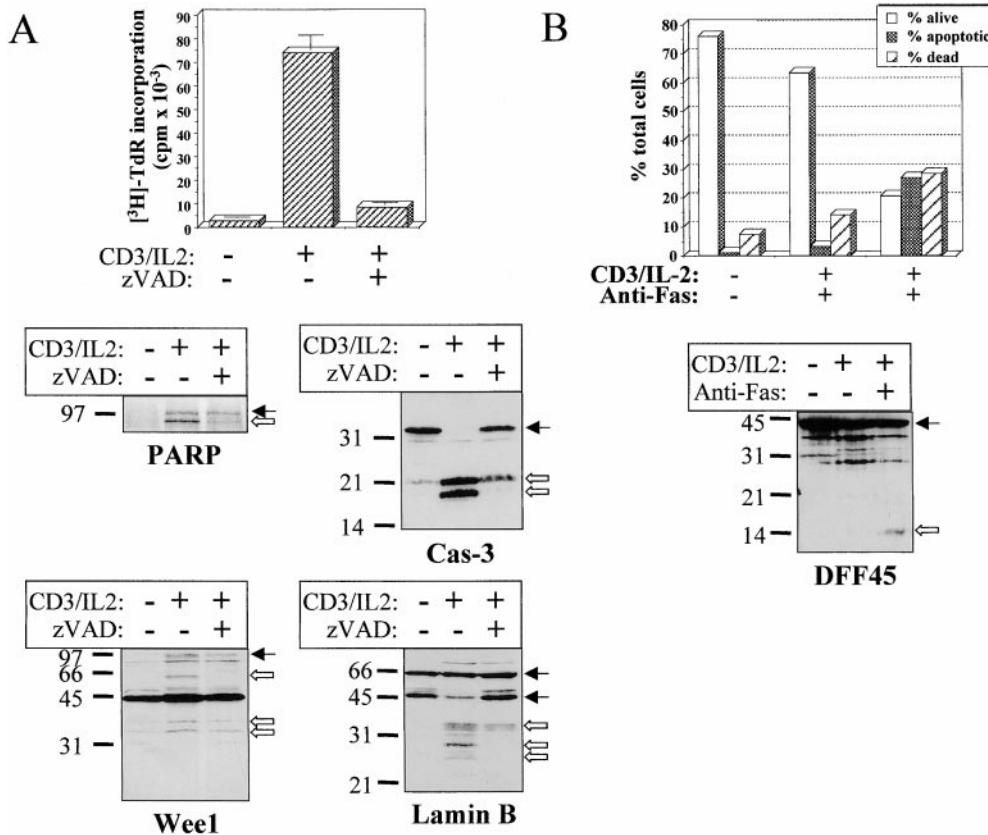 A
[³H]-TdR incorporation
(cpm x 10⁻³)
90
80
70
60
50
40
30
20
10
0
CD3/IL2: - + +
zVAD: - - +
B
% alive
% apoptotic
% dead
% total cells
80
70
60
50
40
30
20
10
0
CD3/IL-2: - + +
Anti-Fas: - + +
CD3/IL2: - + +
zVAD: - - +
97
PARP
CD3/IL2: - + +
zVAD: - - +
31
21
14
Cas-3
CD3/IL2: - + +
Anti-Fas: - - +
45
31
21
14
DFF45
CD3/IL2: - + +
zVAD: - - +
97
66
45
31
Wee1
CD3/IL2: - + +
zVAD: - - +
66
45
31
21
Lamin B